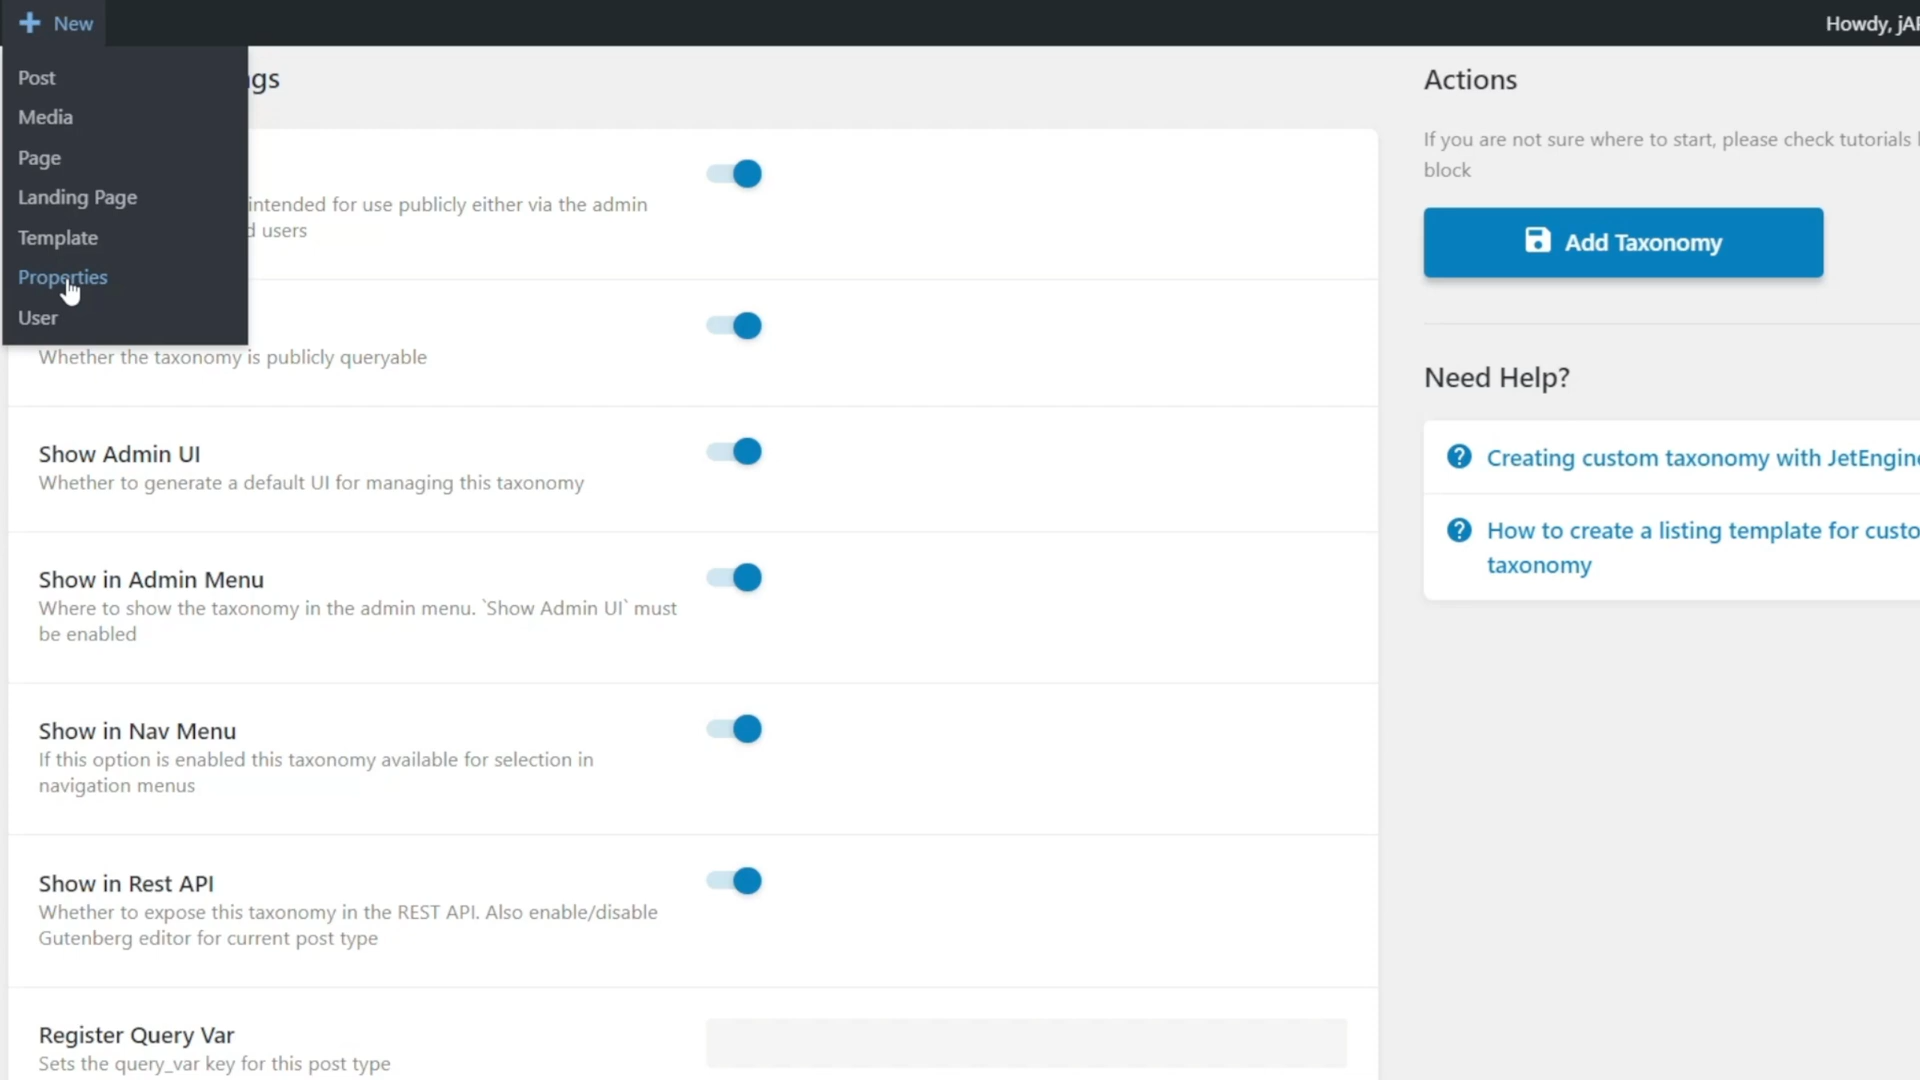 New
Howdy, jAF
Post
Media
Page
Landing Page
Template
Properties
User
gs
intended for use publicly either via the admin
d users
Whether the taxonomy is publicly queryable
Show Admin UI
Whether to generate a default UI for managing this taxonomy
Show in Admin Menu
Where to show the taxonomy in the admin menu. `Show Admin UI` must
be enabled
Show in Nav Menu
If this option is enabled this taxonomy available for selection in
navigation menus
Show in Rest API
Whether to expose this taxonomy in the REST API. Also enable/disable
Gutenberg editor for current post type
Register Query Var
Sets the query_var key for this post type
Actions
If you are not sure where to start, please check tutorials
block
Add Taxonomy
Need Help?
Creating custom taxonomy with JetEngine
How to create a listing template for custo
taxonomy